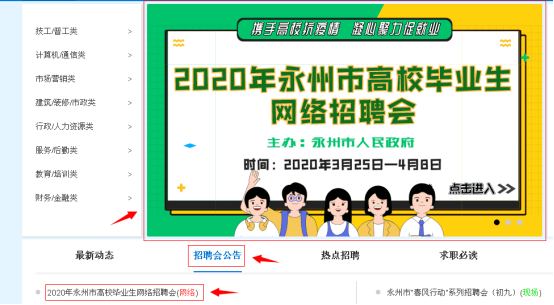 技工/普工类 >
计算机/通信类 >
市场营销类 >
建筑/装修/市政类 >
行政/人力资源类 >
服务/后勤类 >
教育/培训类 >
财务/金融类 >
携手高校抗疫情 凝心聚力促就业
2020年永州市高校毕业生
网络招聘会
主办：永州市人民政府
时间：2020年3月25日—4月8日
点击进入 >>
最新动态 招聘会公告 热点招聘 求职必读
2020年永州市高校毕业生网络招聘会(网络)
永州市“春风行动”系列招聘会（初九）(现场)